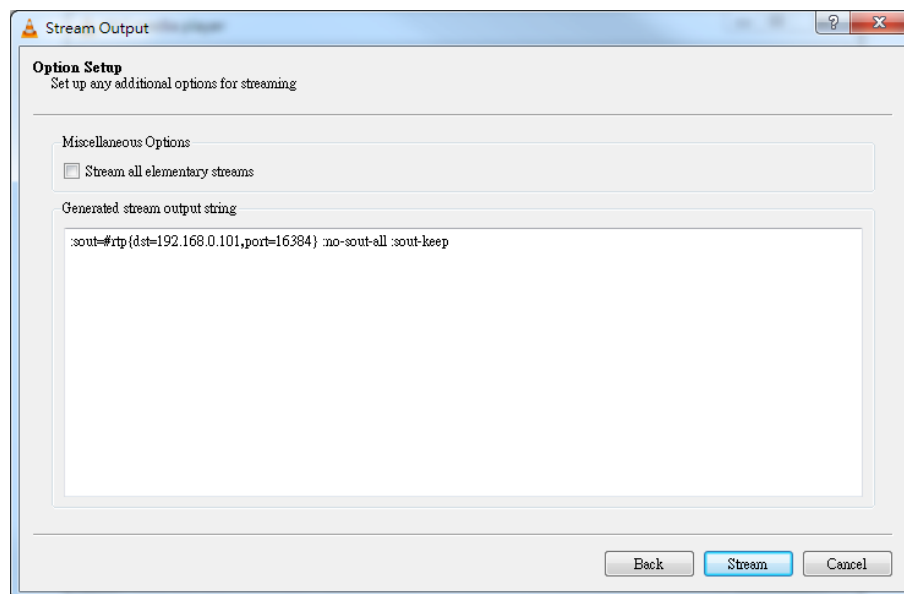 Stream Output
Option Setup
Set up any additional options for streaming
Miscellaneous Options
Stream all elementary streams
Generated stream output string
:sout=#rtp{dst=192.168.0.101,port=16384} :no-sout-all :sout-keep
Back
Stream
Cancel